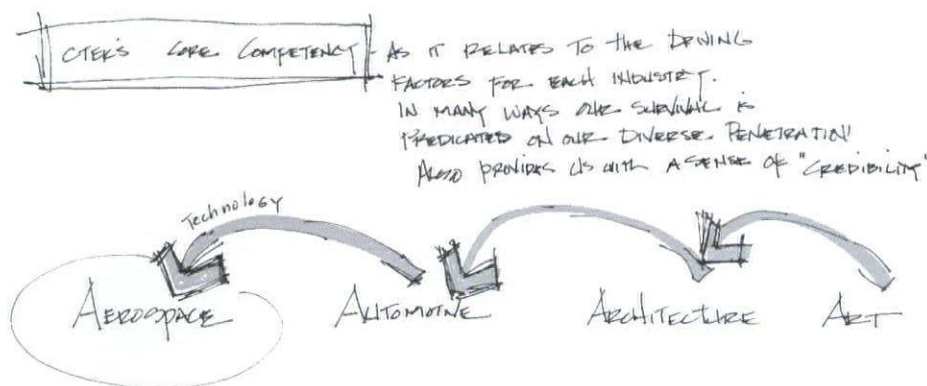 CTEK'S CORE COMPETENCY - AS IT RELATES TO THE DRIVING
FACTORS FOR EACH INDUSTRY.
IN MANY WAYS OUR SURVIVAL IS
PREDICATED ON OUR DIVERSE PENETRATION!
ALSO PROVIDES US WITH A SENSE OF "CREDIBILITY"
Technology
AEROSPACE AUTOMOTIVE ARCHITECTURE ART